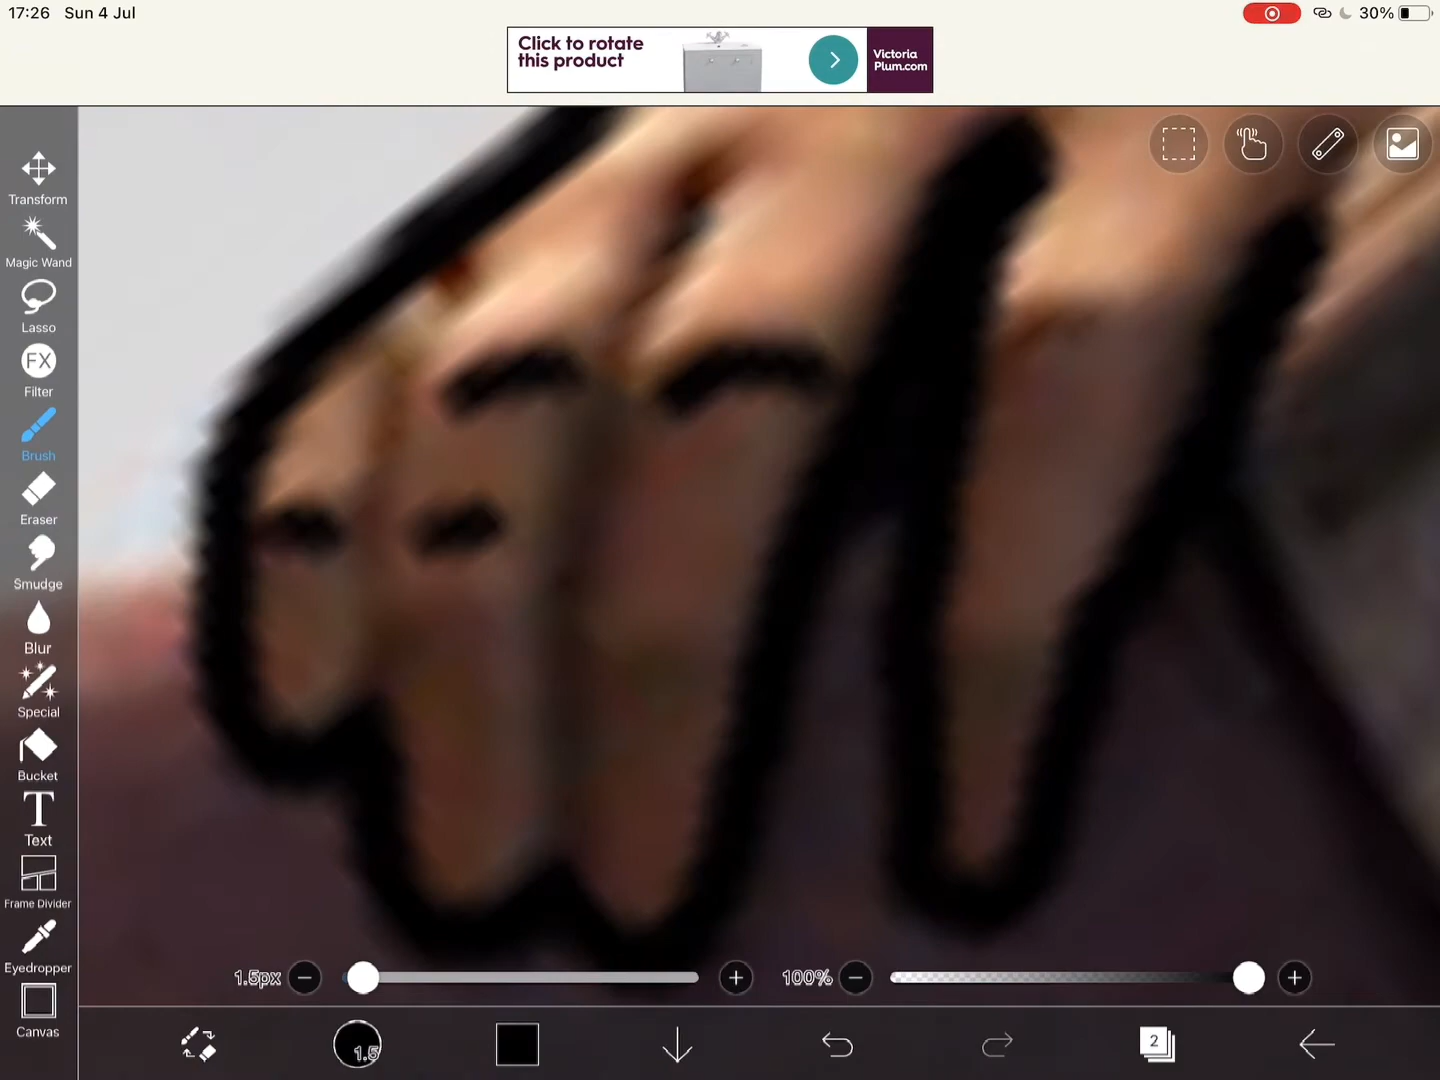 17:26 Sun 4 Jul
30%
Click to rotate
this product
Victoria
Plum.com
Transform
Magic Wand
Lasso
FX
Filter
Brush
Eraser
Smudge
Blur
Special
Bucket
T
Text
Frame Divider
Eyedropper
Canvas
1.5px
100%
1.5
2